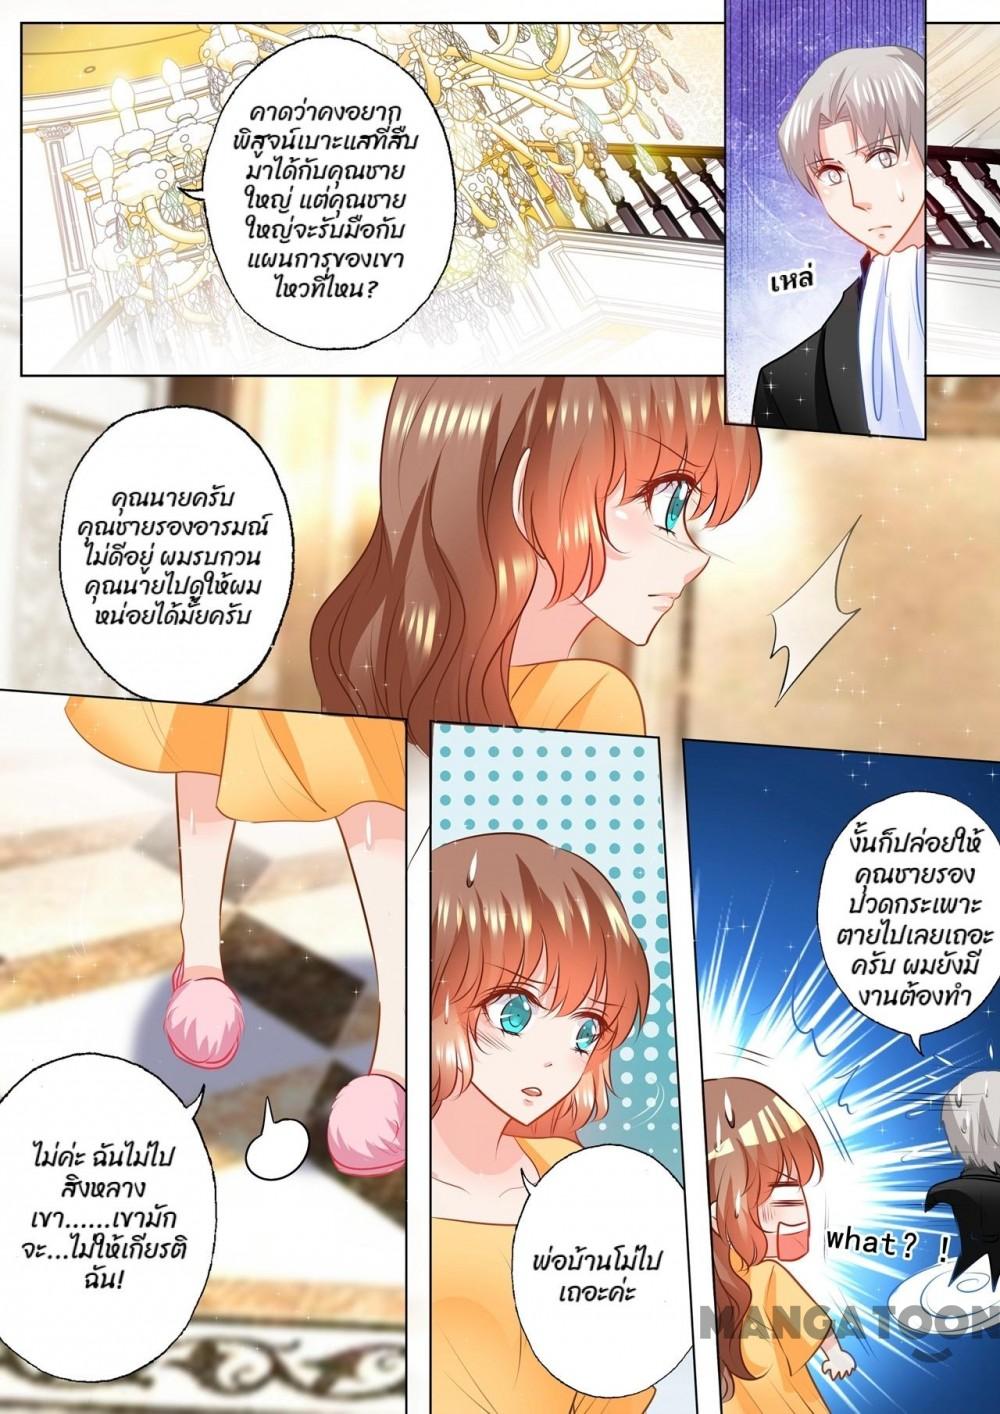 คาดว่าคงอยาก
พิสูจน์เบาะแสที่สืบ
มาได้กับคุณชาย
ใหญ่ แต่คุณชาย
ใหญ่จะรับมือกับ
แผนการของเขา
ไหวที่ไหน?
เหล่
คุณนายครับ
คุณชายรองอารมณ์
ไม่ดีอยู่ ผมรบกวน
คุณนายไปดูให้ผม
หน่อยได้มั้ยครับ
ไม่ค่ะ ฉันไม่ไป
สิงหลาง
เขา......เขามัก
จะ...ไม่ให้เกียรติ
ฉัน!
พ่อบ้านโม่ไป
เถอะค่ะ
งั้นก็ปล่อยให้
คุณชายรอง
ปวดกระเพาะ
ตายไปเลยเถอะ
ครับ ผมยังมี
งานต้องทำ
what?!
MANGATOON